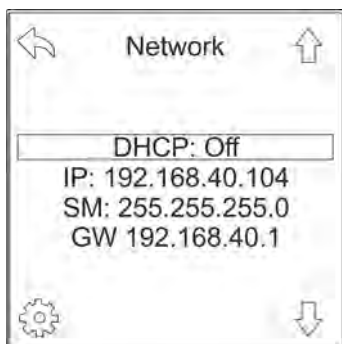 Network
DHCP: Off
IP: 192.168.40.104
SM: 255.255.255.0
GW 192.168.40.1